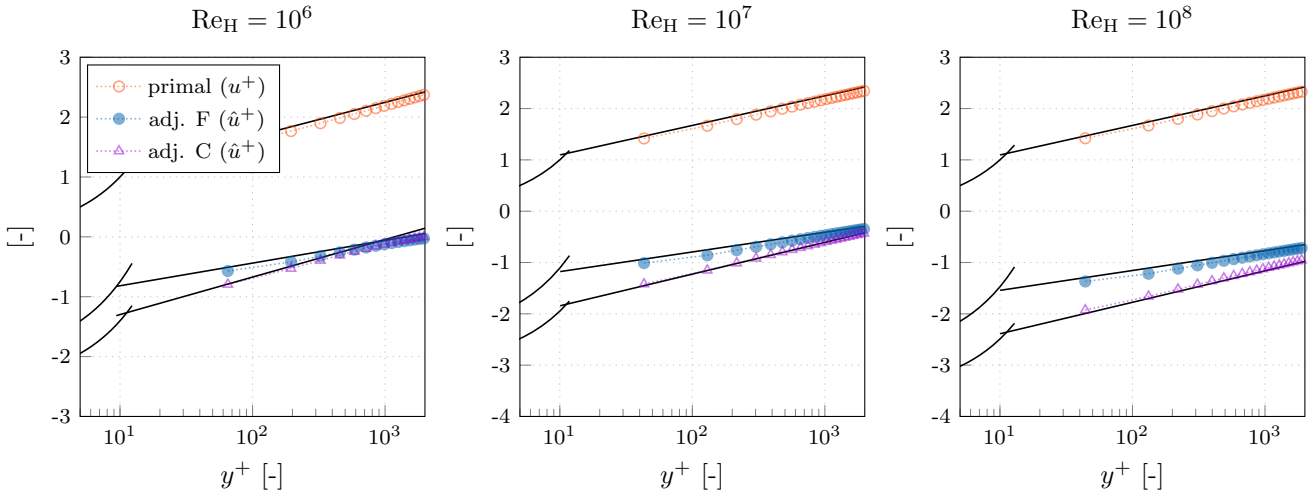 Re_H = 10^6
Re_H = 10^7
Re_H = 10^8
primal (u^+)
adj. F (û^+)
adj. C (û^+)
3
2
1
0
-1
-2
-3
[-]
10^1 10^2 10^3
y^+ [-]
3
2
1
0
-1
-2
-3
-4
[-]
10^1 10^2 10^3
y^+ [-]
3
2
1
0
-1
-2
-3
-4
[-]
10^1 10^2 10^3
y^+ [-]